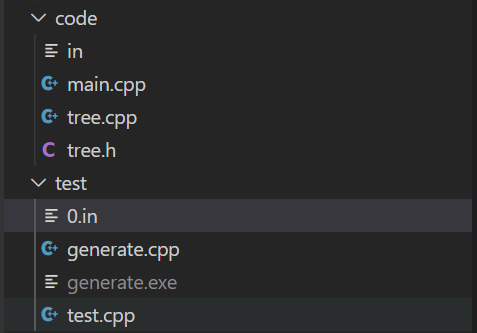 code
in
main.cpp
tree.cpp
C tree.h
test
0.in
generate.cpp
generate.exe
test.cpp